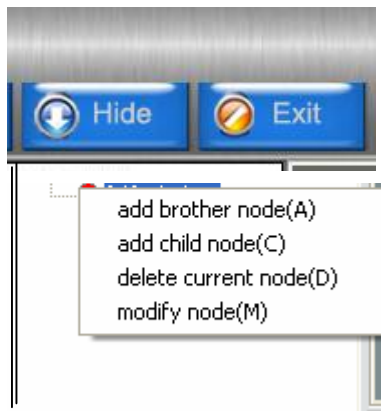 Hide
Exit
add brother node(A)
add child node(C)
delete current node(D)
modify node(M)